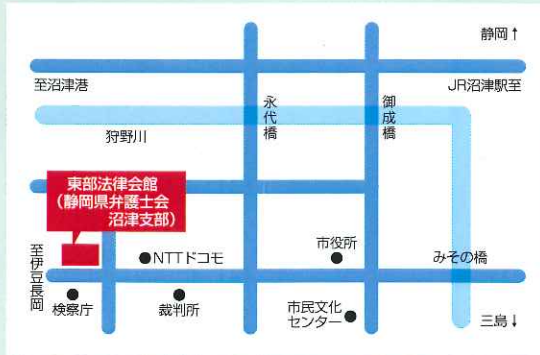 静岡↑
至沼津港
JR沼津駅至
永代橋
御成橋
狩野川
東部法律会館
(静岡県弁護士会
沼津支部)
至伊豆長岡
●NTTドコモ
市役所
みその橋
検察庁
裁判所
市民文化
センター●
三島↓